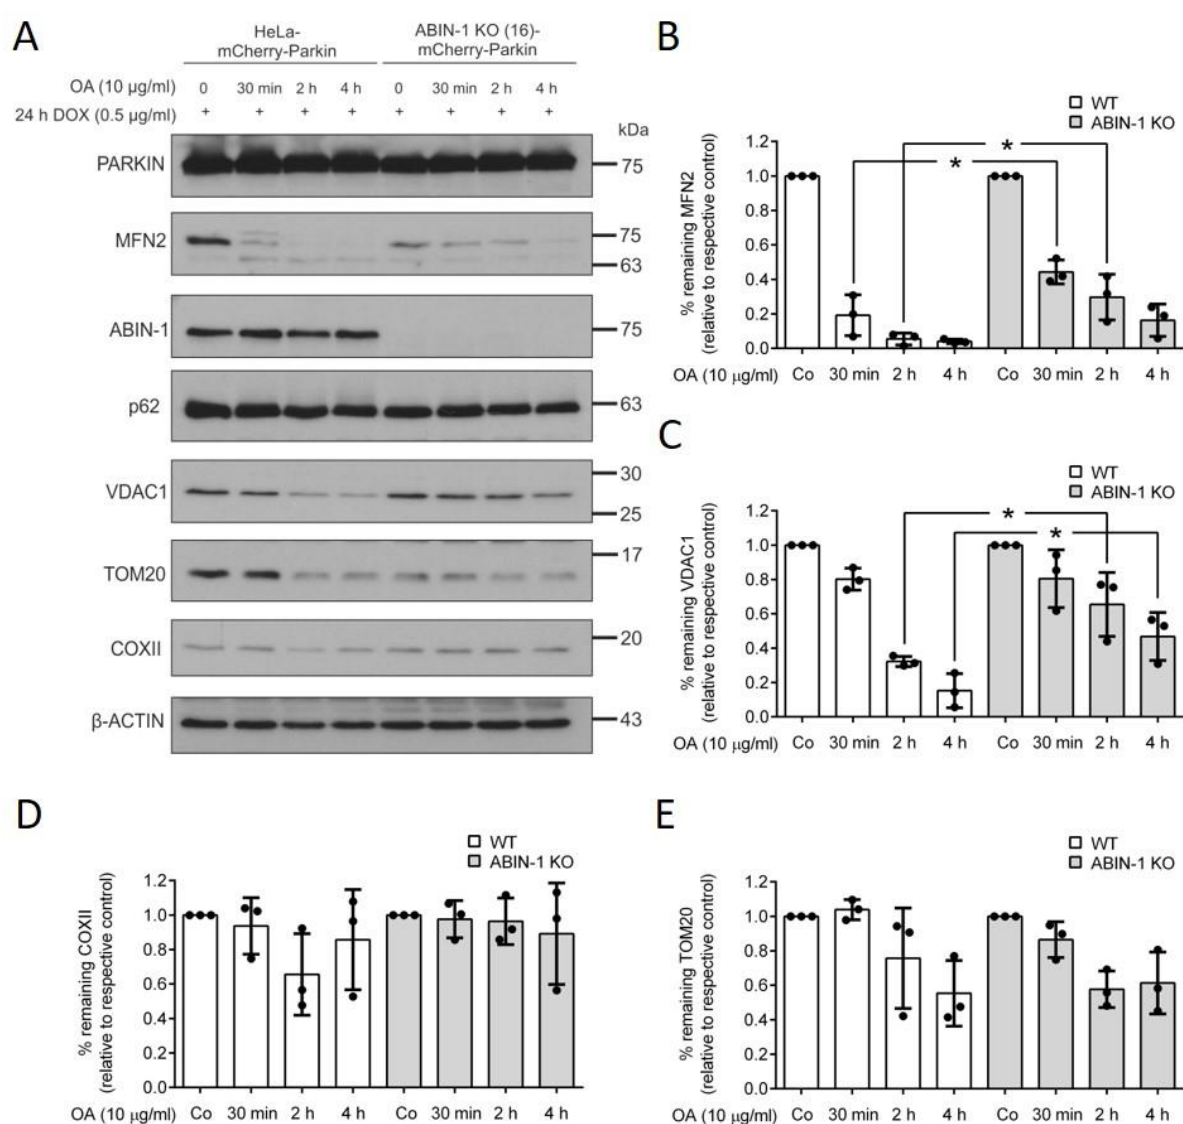 A
HeLa-
mCherry-Parkin
ABIN-1 KO (16)-
mCherry-Parkin
OA (10 µg/ml) 0 30 min 2 h 4 h 0 30 min 2 h 4 h
24 h DOX (0.5 µg/ml) + + + + + + + +
kDa
PARKIN 75
MFN2 75
63
ABIN-1 75
p62 63
VDAC1 30
25
TOM20 17
COXII 20
β-ACTIN 43
B
WT
ABIN-1 KO
% remaining MFN2
(relative to respective control)
1.2
1.0
0.8
0.6
0.4
0.2
0.0
* *
OA (10 µg/ml) Co 30 min 2 h 4 h Co 30 min 2 h 4 h
C
WT
ABIN-1 KO
% remaining VDAC1
(relative to respective control)
1.2
1.0
0.8
0.6
0.4
0.2
0.0
* *
OA (10 µg/ml) Co 30 min 2 h 4 h Co 30 min 2 h 4 h
D
WT
ABIN-1 KO
% remaining COXII
(relative to respective control)
1.2
1.0
0.8
0.6
0.4
0.2
0.0
OA (10 µg/ml) Co 30 min 2 h 4 h Co 30 min 2 h 4 h
E
WT
ABIN-1 KO
% remaining TOM20
(relative to respective control)
1.2
1.0
0.8
0.6
0.4
0.2
0.0
OA (10 µg/ml) Co 30 min 2 h 4 h Co 30 min 2 h 4 h